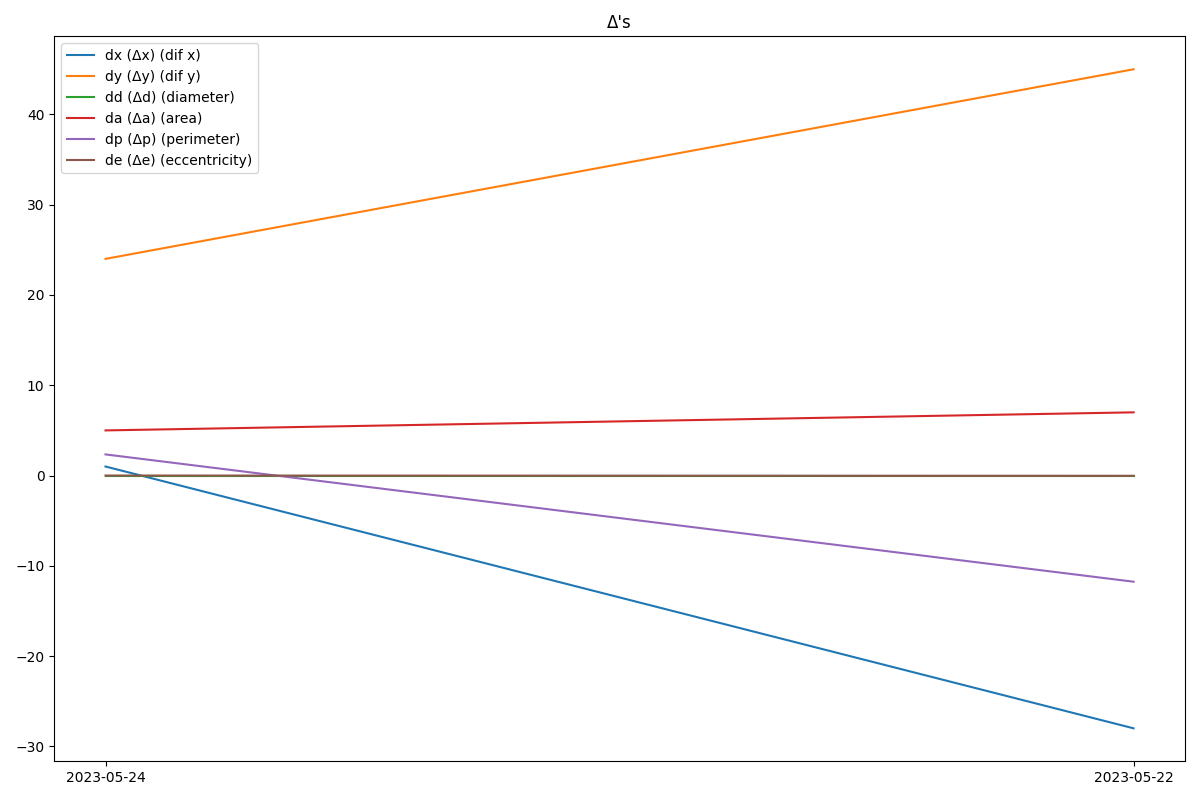 Δ's
dx (Δx) (dif x)
dy (Δy) (dif y)
dd (Δd) (diameter)
da (Δa) (area)
dp (Δp) (perimeter)
de (Δe) (eccentricity)
40
30
20
10
0
−10
−20
−30
2023-05-24 2023-05-22